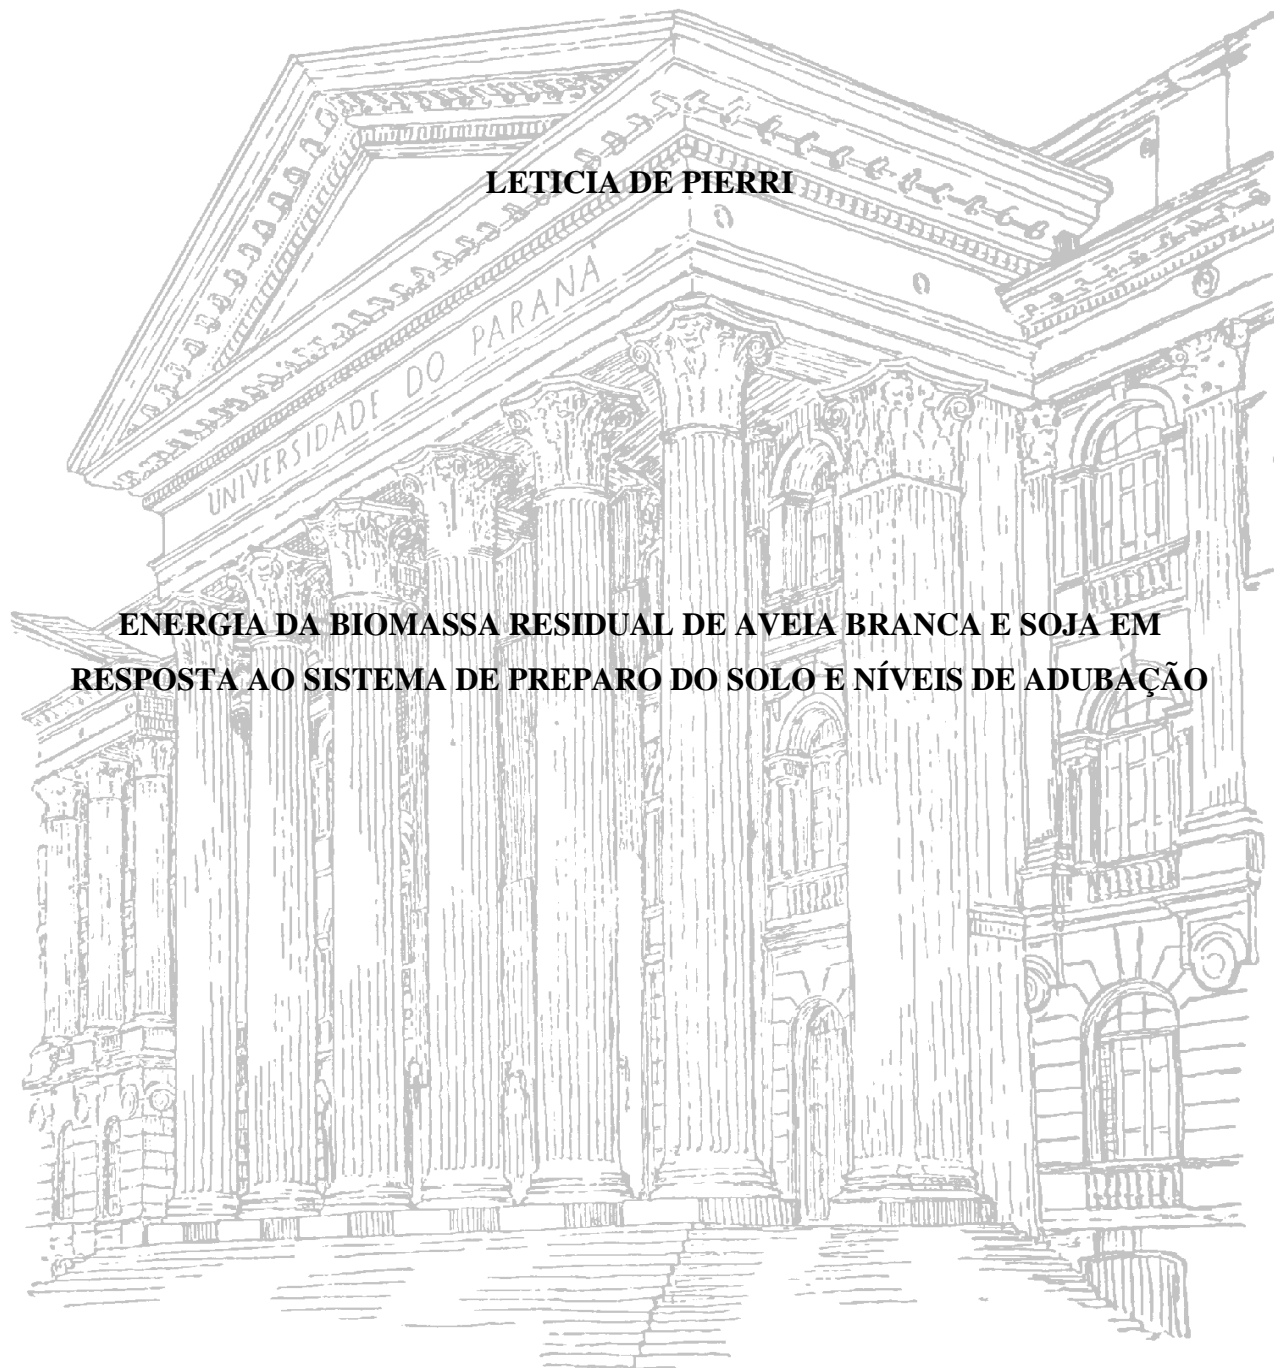 LETICIA DE PIERRI
UNIVERSIDADE DO PARANÁ
ENERGIA DA BIOMASSA RESIDUAL DE AVEIA BRANCA E SOJA EM
RESPOSTA AO SISTEMA DE PREPARO DO SOLO E NÍVEIS DE ADUBAÇÃO